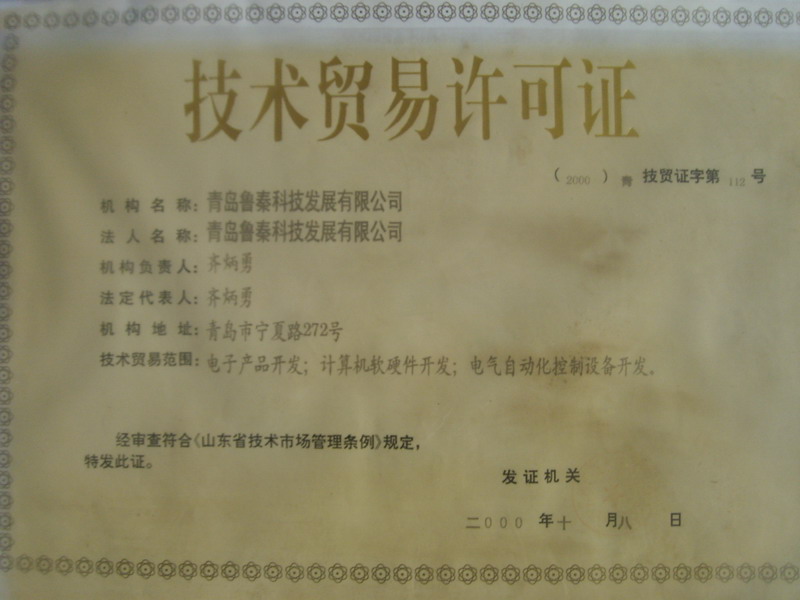 技术贸易许可证
(2000)青技贸证字第112号
机构名称:青岛鲁秦科技发展有限公司
法人名称:青岛鲁秦科技发展有限公司
机构负责人:齐炳勇
法定代表人:齐炳勇
机构地址:青岛市宁夏路272号
技术贸易范围:电子产品开发;计算机软硬件开发;电气自动化控制设备开发。
经审查符合《山东省技术市场管理条例》规定,
特发此证。
发证机关
二000年十月八日